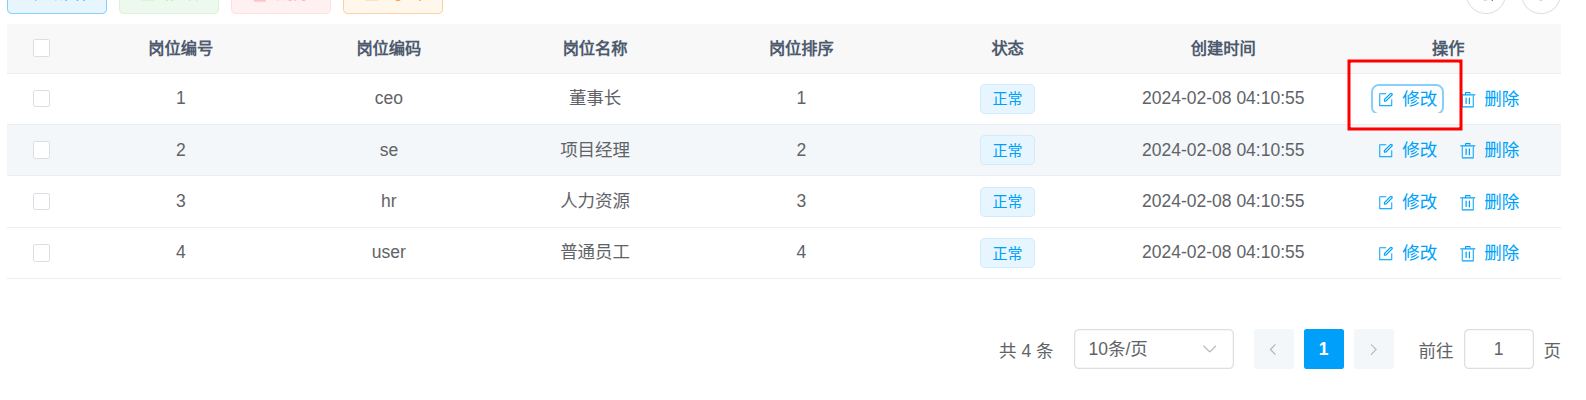 岗位编号 岗位编码 岗位名称 岗位排序 状态 创建时间 操作
1 ceo 董事长 1 正常 2024-02-08 04:10:55 修改 删除
2 se 项目经理 2 正常 2024-02-08 04:10:55 修改 删除
3 hr 人力资源 3 正常 2024-02-08 04:10:55 修改 删除
4 user 普通员工 4 正常 2024-02-08 04:10:55 修改 删除
共 4 条 10条/页 1 前往 1 页